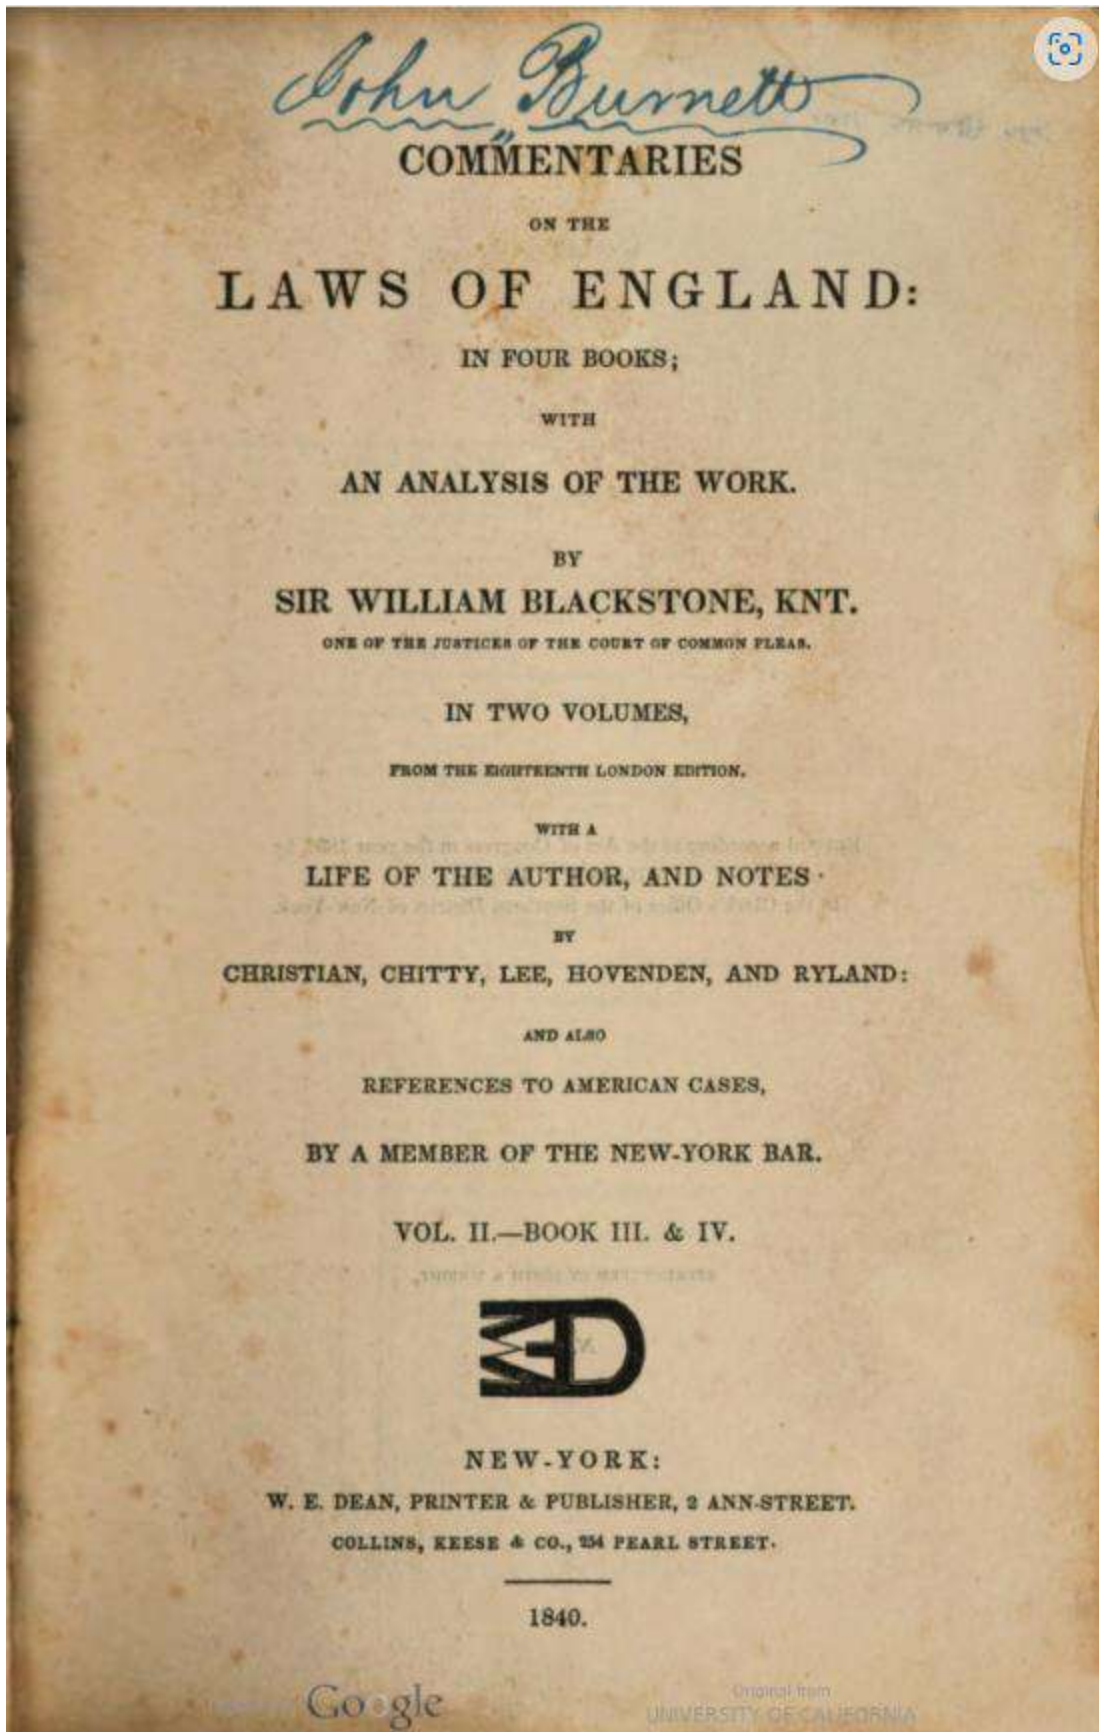 John Burnett
COMMENTARIES
ON THE
LAWS OF ENGLAND:
IN FOUR BOOKS;
WITH
AN ANALYSIS OF THE WORK.
BY
SIR WILLIAM BLACKSTONE, KNT.
ONE OF THE JUSTICES OF THE COURT OF COMMON PLEAS.
IN TWO VOLUMES,
FROM THE EIGHTEENTH LONDON EDITION.
WITH A
LIFE OF THE AUTHOR, AND NOTES
BY
CHRISTIAN, CHITTY, LEE, HOVENDEN, AND RYLAND:
AND ALSO
REFERENCES TO AMERICAN CASES,
BY A MEMBER OF THE NEW-YORK BAR.
VOL. II.—BOOK III. & IV.
WED
NEW-YORK:
W. E. DEAN, PRINTER & PUBLISHER, 2 ANN-STREET.
COLLINS, KEESE & CO., 254 PEARL STREET.
1840.
Google
Original from
UNIVERSITY OF CALIFORNIA